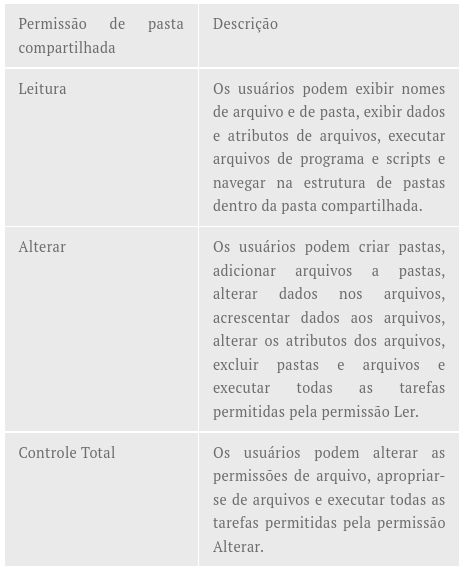 Permissão de pasta
compartilhada
Descrição
Leitura
Os usuários podem exibir nomes
de arquivo e de pasta, exibir dados
e atributos de arquivos, executar
arquivos de programa e scripts e
navegar na estrutura de pastas
dentro da pasta compartilhada.
Alterar
Os usuários podem criar pastas,
adicionar arquivos a pastas,
alterar dados nos arquivos,
acrescentar dados aos arquivos,
alterar os atributos dos arquivos,
excluir pastas e arquivos e
executar todas as tarefas
permitidas pela permissão Ler.
Controle Total
Os usuários podem alterar as
permissões de arquivo, apropriar-
se de arquivos e executar todas as
tarefas permitidas pela permissão
Alterar.